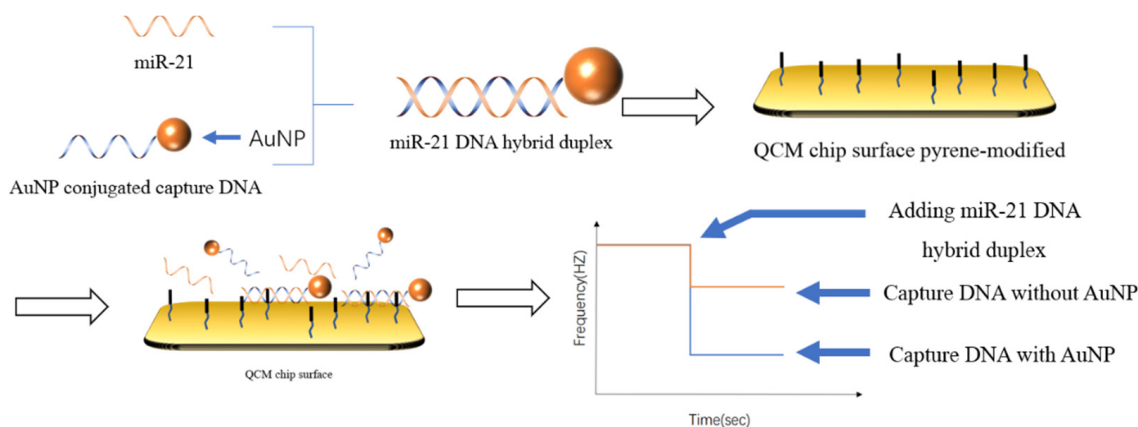 miR-21
AuNP
AuNP conjugated capture DNA
miR-21 DNA hybrid duplex
QCM chip surface pyrene-modified
QCM chip surface
Frequency(HZ)
Time(sec)
Adding miR-21 DNA
hybrid duplex
Capture DNA without AuNP
Capture DNA with AuNP